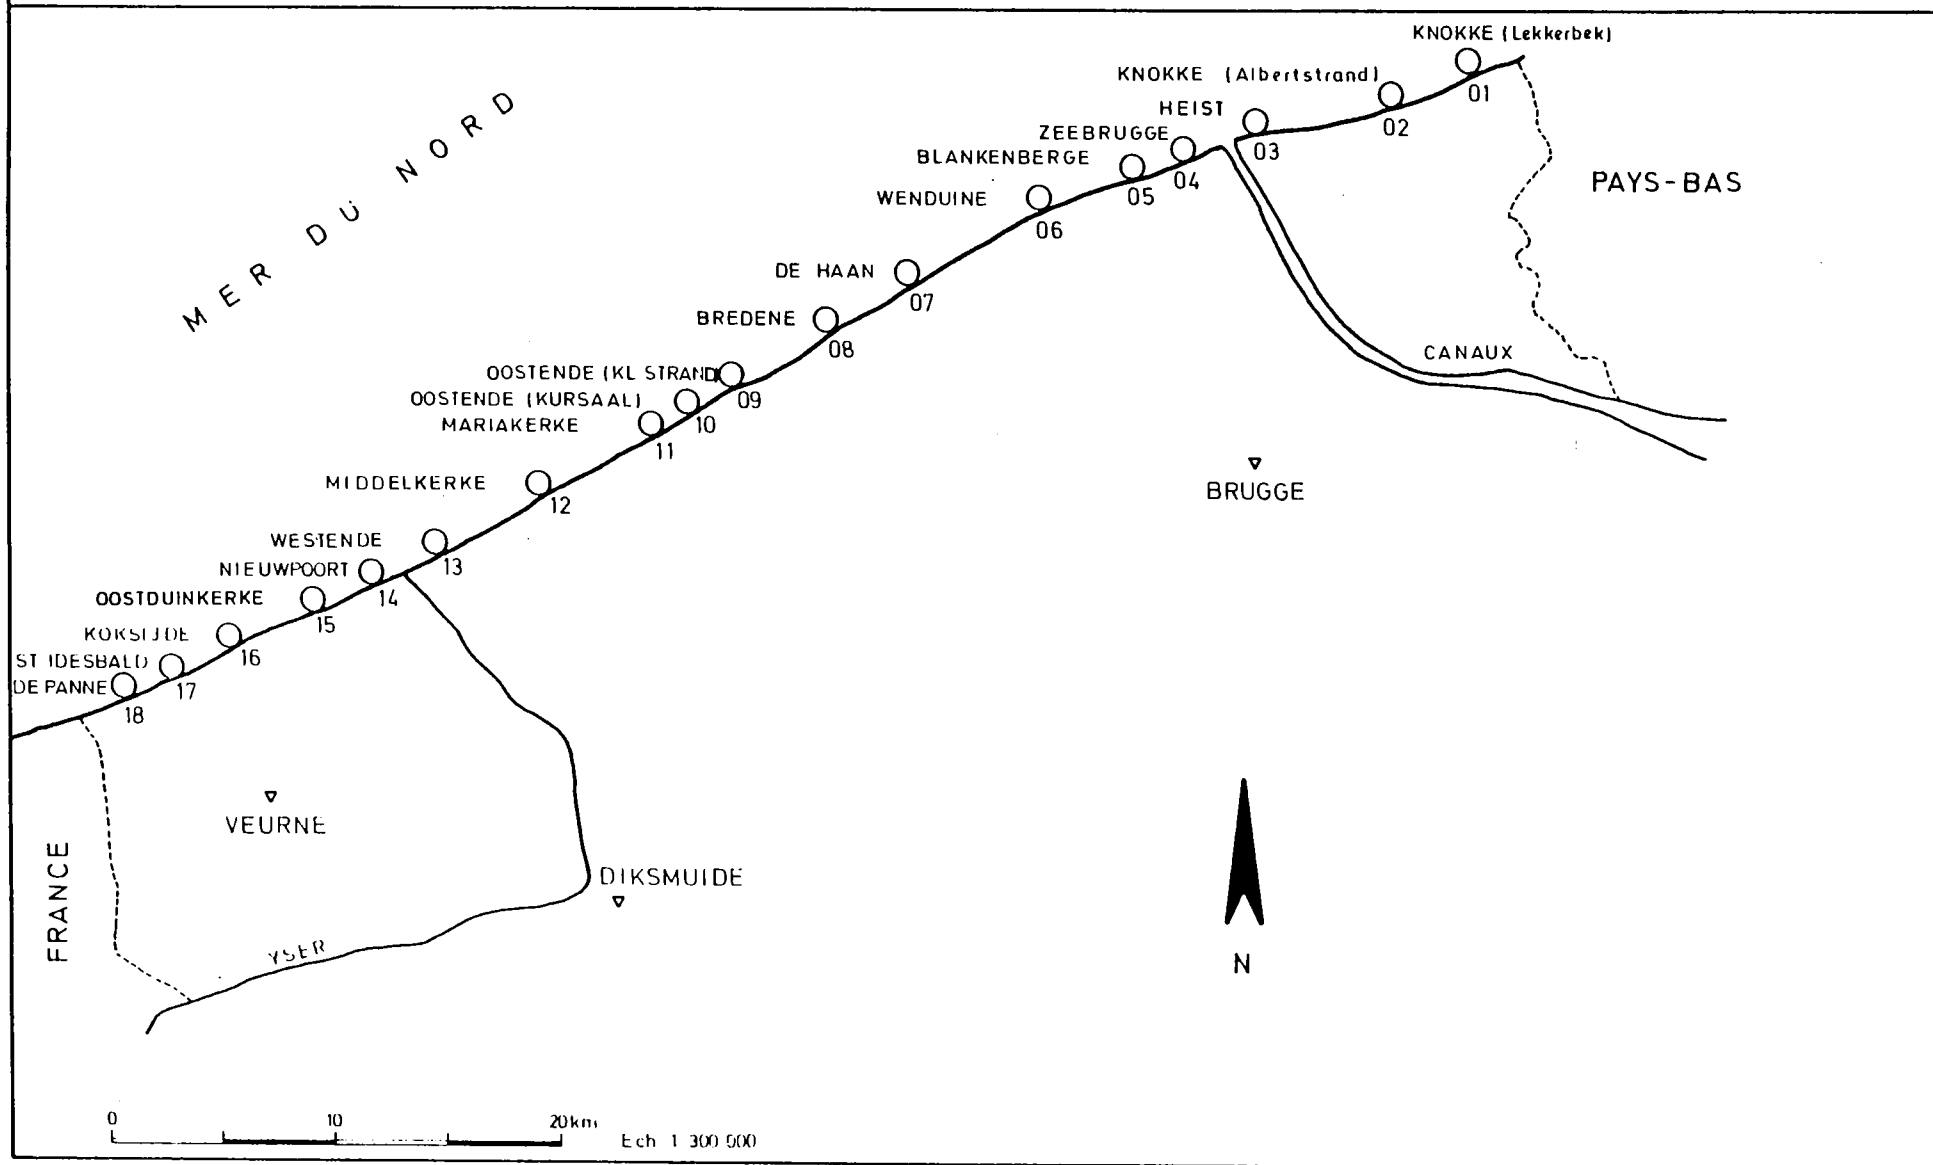 KNOKKE (Lekkerbek)
01
KNOKKE (Albertstrand)
02
HEIST
03
ZEEBRUGGE
04
BLANKENBERGE
05
WENDUINE
06
DE HAAN
07
BREDENE
08
OOSTENDE (KL STRAND)
09
OOSTENDE (KURSAAL)
10
MARIAKERKE
11
MIDDELKERKE
12
WESTENDE
13
NIEUWPOORT
14
OOSTDUINKERKE
15
KOKSIJDE
16
ST IDESBALD
17
DE PANNE
18
MER DU NORD
PAYS-BAS
CANAUX
BRUGGE
VEURNE
DIKSMUIDE
FRANCE
YSER
N
0 10 20km
Ech 1 300 000